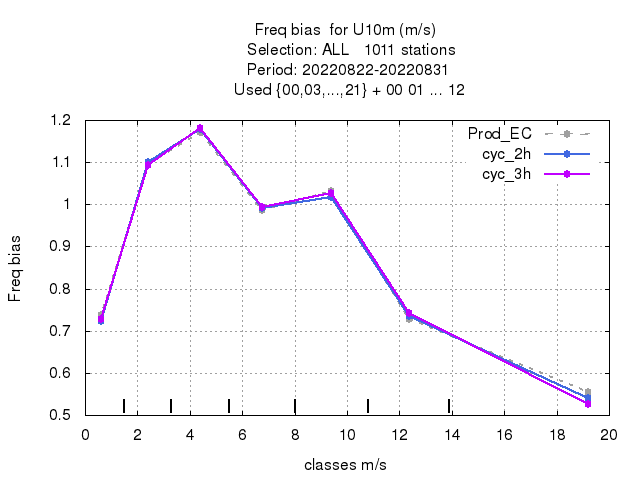 Freq bias  for U10m (m/s)
Selection: ALL   1011 stations
Period: 20220822-20220831
Used {00,03,...,21} + 00 01 ... 12
1.2
1.1
1
0.9
0.8
0.7
0.6
0.5
Freq bias
Prod_EC
cyc_2h
cyc_3h
0 2 4 6 8 10 12 14 16 18 20
classes m/s